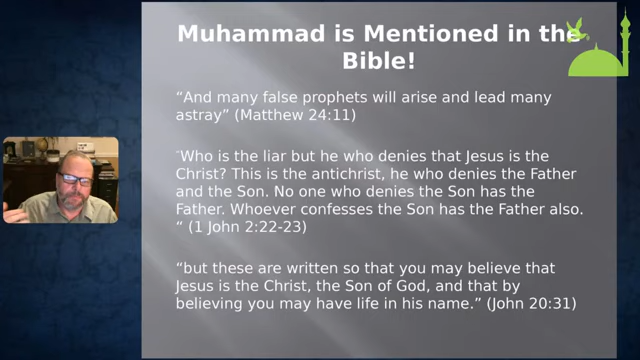 Muhammad is Mentioned in the
Bible!
“And many false prophets will arise and lead many
astray” (Matthew 24:11)
“Who is the liar but he who denies that Jesus is the
Christ? This is the antichrist, he who denies the Father
and the Son. No one who denies the Son has the
Father. Whoever confesses the Son has the Father also.
“ (1 John 2:22-23)
“but these are written so that you may believe that
Jesus is the Christ, the Son of God, and that by
believing you may have life in his name.” (John 20:31)